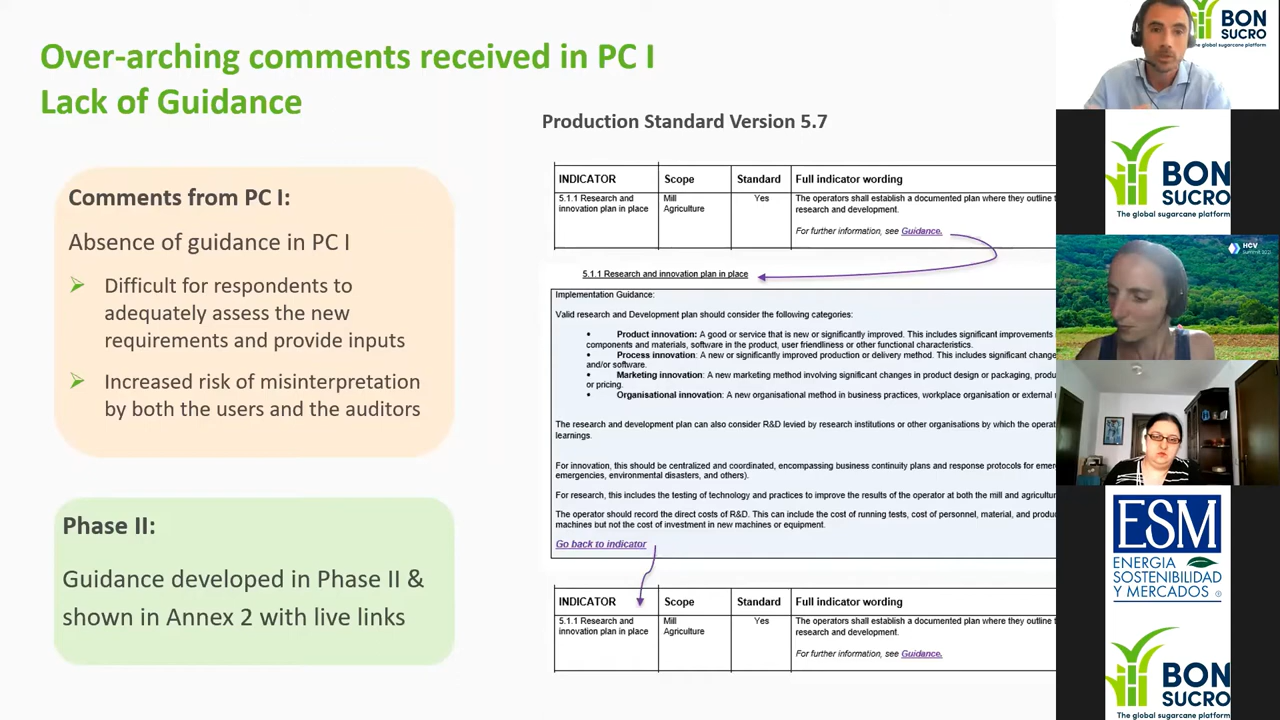 Over-arching comments received in PC I
Lack of Guidance
Comments from PC I:
Absence of guidance in PC I
Difficult for respondents to
adequately assess the new
requirements and provide inputs
Increased risk of misinterpretation
by both the users and the auditors
Phase II:
Guidance developed in Phase II &
shown in Annex 2 with live links
Production Standard Version 5.7
INDICATOR Scope Standard Full indicator wording
5.1.1 Research and Mill Yes The operators shall establish a documented plan where they outline
innovation plan in place Agriculture research and development.
For further information, see Guidance.
5.1.1 Research and innovation plan in place
Implementation Guidance:
Valid research and Development plan should consider the following categories:
• Product innovation: A good or service that is new or significantly improved. This includes significant improvements
components and materials, software in the product, user friendliness or other functional characteristics.
• Process innovation: A new or significantly improved production or delivery method. This includes significant
and/or software.
• Marketing innovation: A new marketing method involving significant changes in product design or packaging,
or pricing.
• Organisational innovation: A new organisational method in business practices, workplace organisation or external
The research and development plan can also consider R&D levied by research institutions or other organisations by which the
learnings.
For innovation, this should be centralized and coordinated, encompassing business continuity plans and response protocols for
emergencies, environmental disasters, and others).
For research, this includes the testing of technology and practices to improve the results of the operator at both the mill and
The operator should record the direct costs of R&D. This can include the cost of running tests, cost of personnel, material, and
machines but not the cost of investment in new machines or equipment.
Go back to indicator
INDICATOR Scope Standard Full indicator wording
5.1.1 Research and Mill Yes The operators shall establish a documented plan where they outline
innovation plan in place Agriculture research and development.
For further information, see Guidance.
BON
SUCRO
The global sugarcane platform
BON
SUCRO
The global sugarcane platform
HCV
Summit 2021
ESM
ENERGIA
SOSTENIBILIDAD
Y MERCADOS
BON
SUCRO
The global sugarcane platform